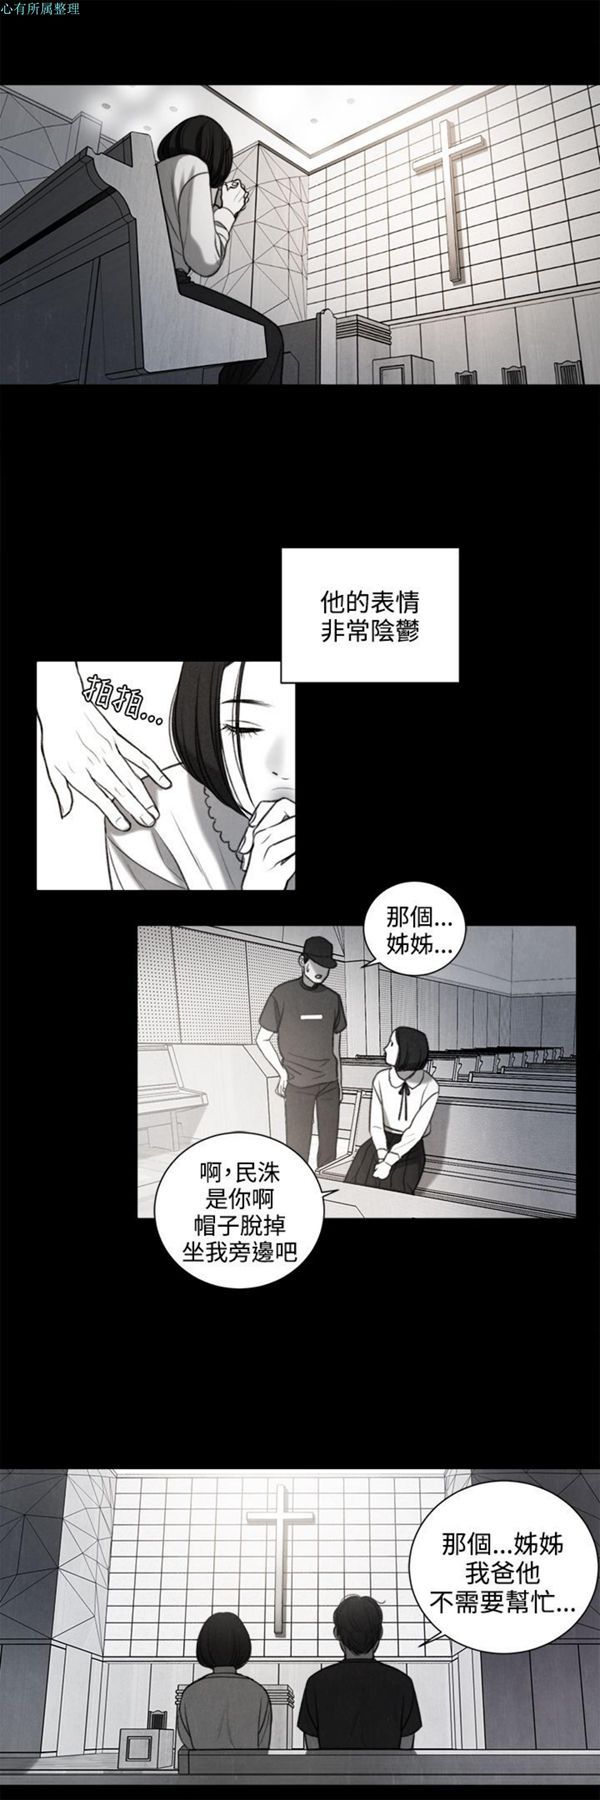 心有所属整理
他的表情
非常陰鬱
拍拍...
那個...
姊姊...
啊,民洙
是你啊
帽子脫掉
坐我旁邊吧
那個...姊姊
我爸他
不需要幫忙...